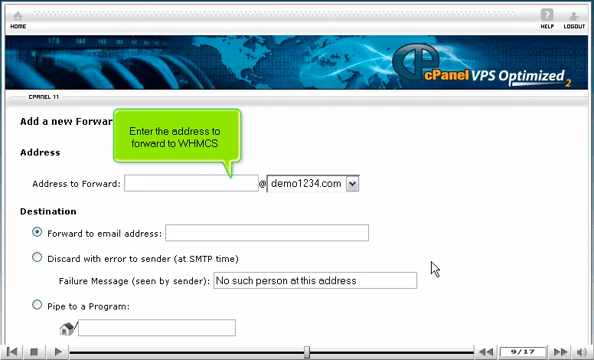 HOME
HELP
LOGOUT
cPanel VPS Optimized 2
CPANEL 11
Add a new Forwar
Enter the address to
forward to WHMCS
Address
Address to Forward:
@ demo1234.com
Destination
Forward to email address:
Discard with error to sender (at SMTP time)
Failure Message (seen by sender): No such person at this address
Pipe to a Program:
/
9/17